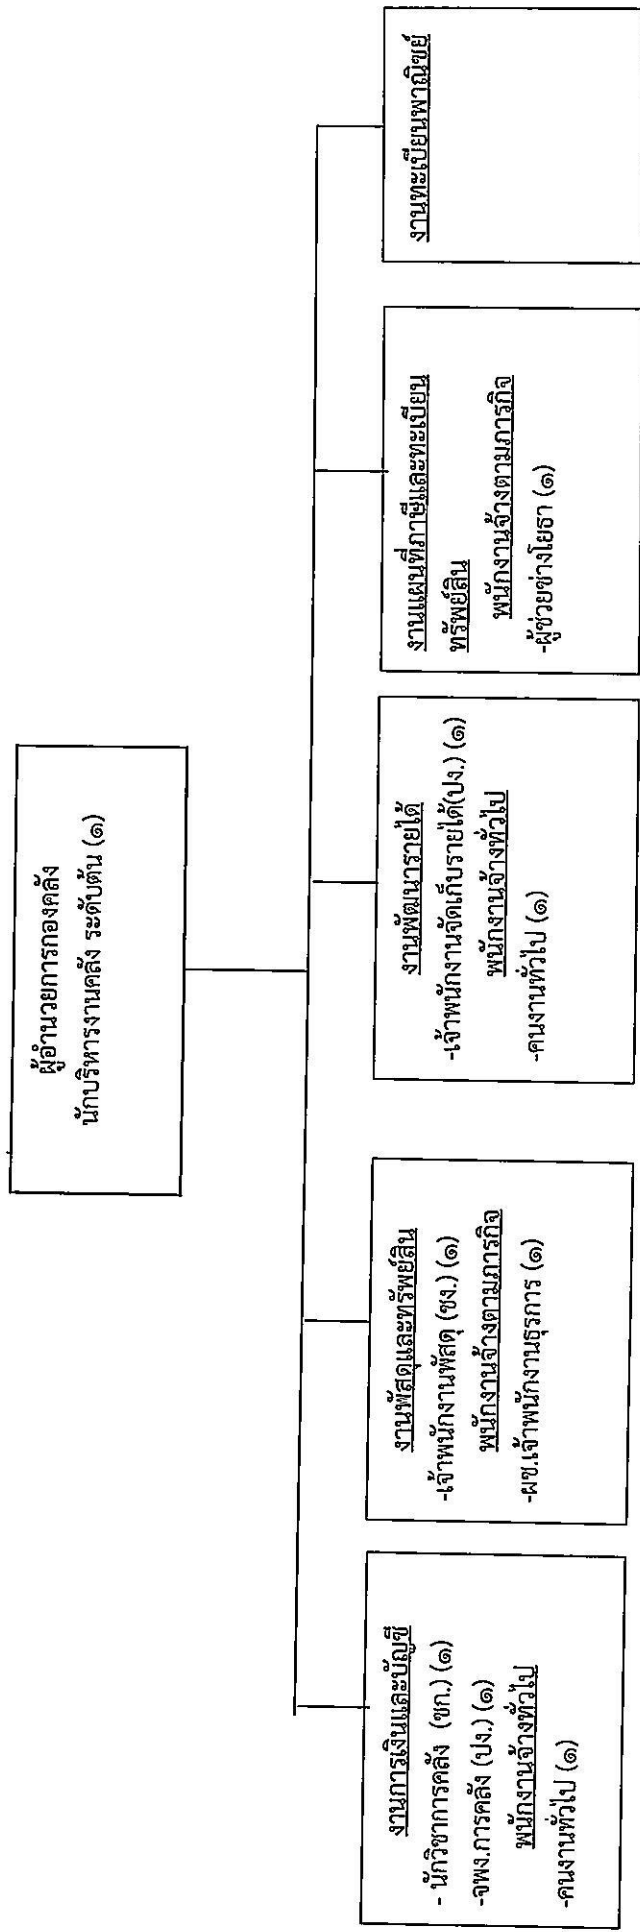 ผู้อำนวยการกองคลัง
นักบริหารงานคลัง ระดับต้น (๑)
งานการเงินและบัญชี
- นักวิชาการคลัง (ชก.) (๑)
-จพง.การคลัง (ปง.) (๑)
พนักงานจ้างทั่วไป
-คนงานทั่วไป (๑)
งานพัสดุและทรัพย์สิน
-เจ้าพนักงานพัสดุ (ชง.) (๑)
พนักงานจ้างตามภารกิจ
-ผช.เจ้าพนักงานธุรการ (๑)
งานพัฒนารายได้
-เจ้าพนักงานจัดเก็บรายได้(ปง.) (๑)
พนักงานจ้างทั่วไป
-คนงานทั่วไป (๑)
งานแผนที่ภาษีและทะเบียน
ทรัพย์สิน
พนักงานจ้างตามภารกิจ
-ผู้ช่วยช่างโยธา (๑)
งานทะเบียนพาณิชย์